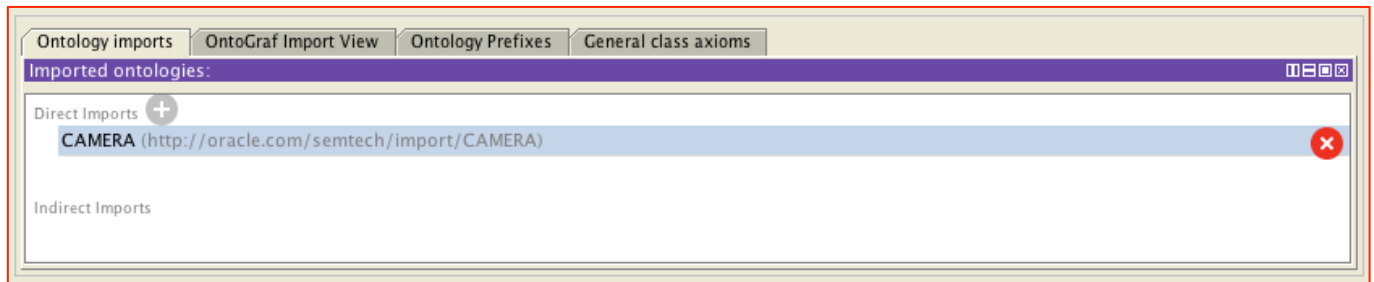 Ontology imports OntoGraf Import View Ontology Prefixes General class axioms
Imported ontologies:
Direct Imports
CAMERA (http://oracle.com/semtech/import/CAMERA)
Indirect Imports